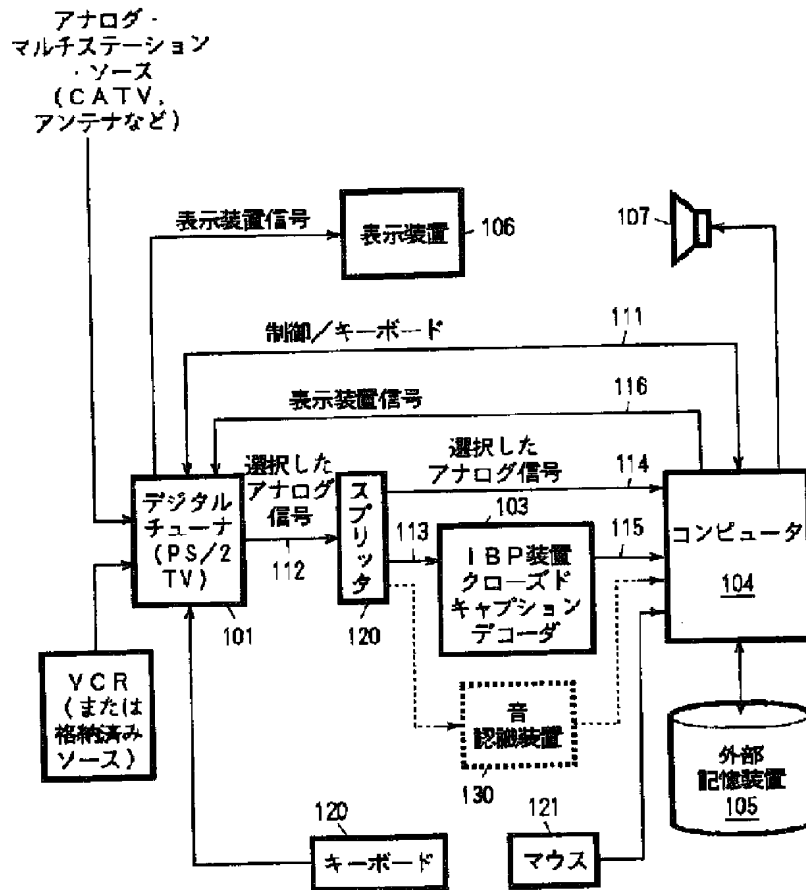 アナログ・
マルチステーション
・ソース
(CATV、
アンテナなど)
表示装置信号
表示装置
106
107
制御/キーボード
111
表示装置信号
116
選択した
アナログ
信号
112
選択した
アナログ信号
114
デジタル
チューナ
(PS/2
TV)
101
スプリッタ
120
113
103
IBP装置
クローズド
キャプション
デコーダ
115
コンピュータ
104
VCR
(または
格納済み
ソース)
音
認識装置
130
外部
記憶装置
105
120
キーボード
121
マウス